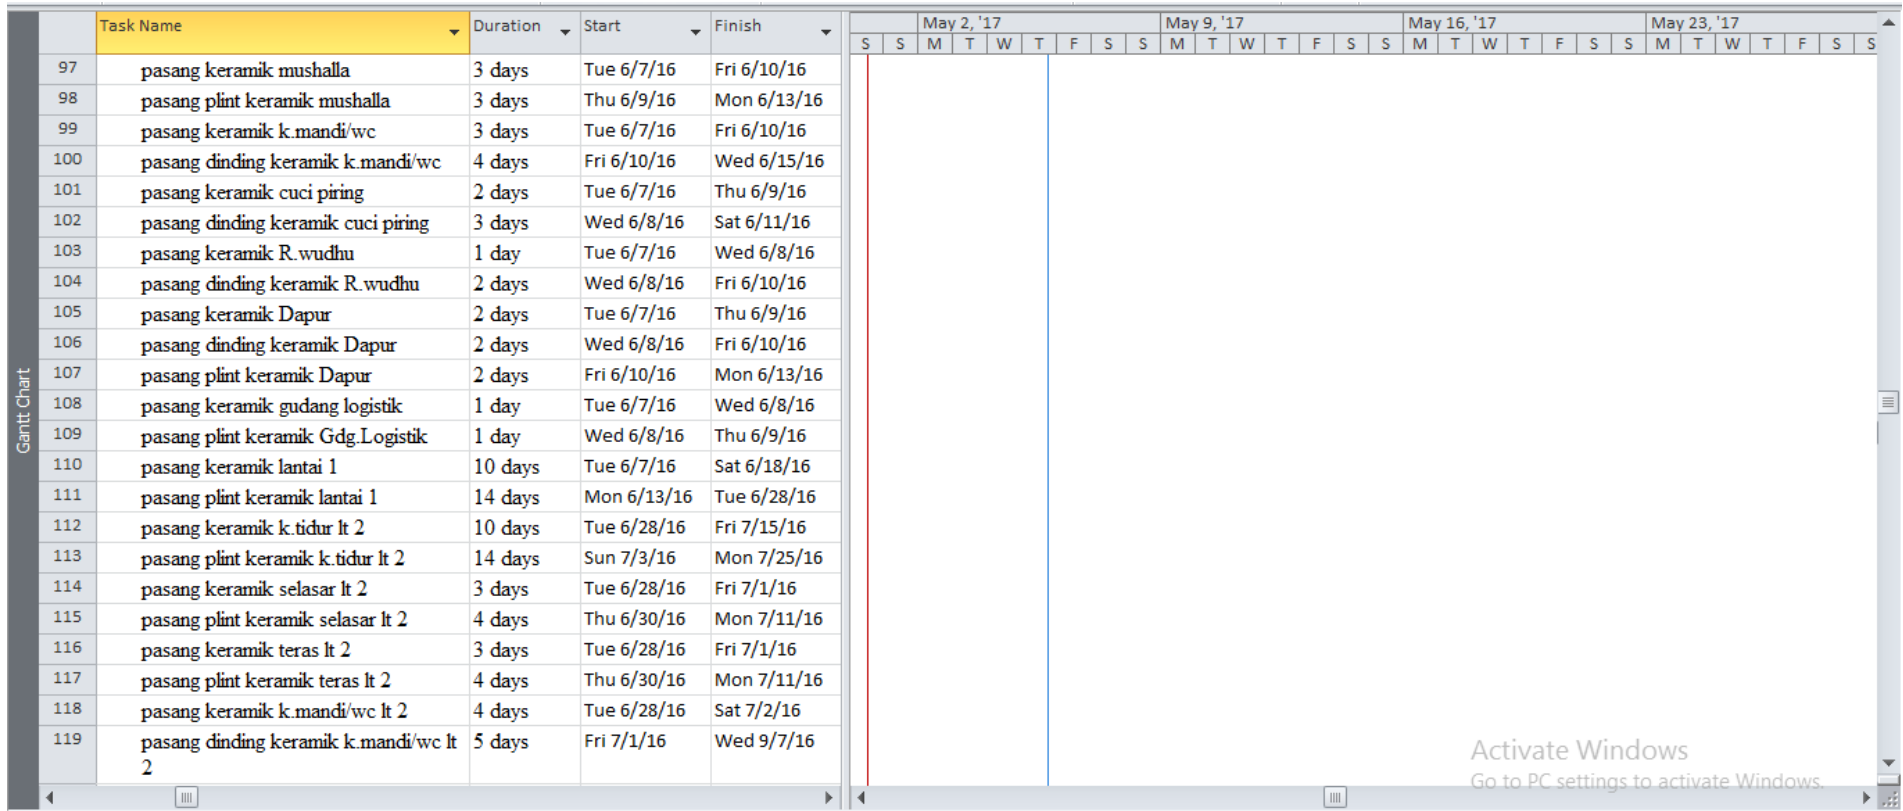 Task Name Duration Start Finish May 2, '17 May 9, '17 May 16, '17 May 23, '17
S S M T W T F S S M T W T F S S M T W T F S S M T W T F S S
97 pasang keramik mushalla 3 days Tue 6/7/16 Fri 6/10/16
98 pasang plint keramik mushalla 3 days Thu 6/9/16 Mon 6/13/16
99 pasang keramik k.mandi/wc 3 days Tue 6/7/16 Fri 6/10/16
100 pasang dinding keramik k.mandi/wc 4 days Fri 6/10/16 Wed 6/15/16
101 pasang keramik cuci piring 2 days Tue 6/7/16 Thu 6/9/16
102 pasang dinding keramik cuci piring 3 days Wed 6/8/16 Sat 6/11/16
103 pasang keramik R.wudhu 1 day Tue 6/7/16 Wed 6/8/16
104 pasang dinding keramik R.wudhu 2 days Wed 6/8/16 Fri 6/10/16
105 pasang keramik Dapur 2 days Tue 6/7/16 Thu 6/9/16
106 pasang dinding keramik Dapur 2 days Wed 6/8/16 Fri 6/10/16
107 pasang plint keramik Dapur 2 days Fri 6/10/16 Mon 6/13/16
108 pasang keramik gudang logistik 1 day Tue 6/7/16 Wed 6/8/16
109 pasang plint keramik Gdg.Logistik 1 day Wed 6/8/16 Thu 6/9/16
110 pasang keramik lantai 1 10 days Tue 6/7/16 Sat 6/18/16
111 pasang plint keramik lantai 1 14 days Mon 6/13/16 Tue 6/28/16
112 pasang keramik k.tidur lt 2 10 days Tue 6/28/16 Fri 7/15/16
113 pasang plint keramik k.tidur lt 2 14 days Sun 7/3/16 Mon 7/25/16
114 pasang keramik selasar lt 2 3 days Tue 6/28/16 Fri 7/1/16
115 pasang plint keramik selasar lt 2 4 days Thu 6/30/16 Mon 7/11/16
116 pasang keramik teras lt 2 3 days Tue 6/28/16 Fri 7/1/16
117 pasang plint keramik teras lt 2 4 days Thu 6/30/16 Mon 7/11/16
118 pasang keramik k.mandi/wc lt 2 4 days Tue 6/28/16 Sat 7/2/16
119 pasang dinding keramik k.mandi/wc lt 5 days Fri 7/1/16 Wed 9/7/16
2
Gantt Chart
Activate Windows
Go to PC settings to activate Windows.